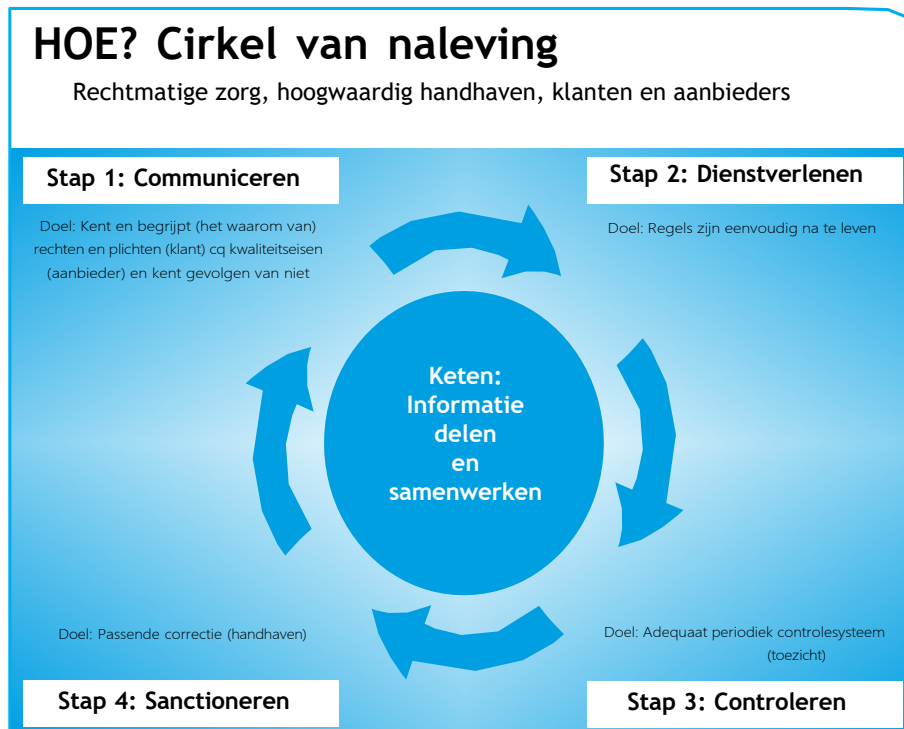 HOE? Cirkel van naleving
Rechtmatige zorg, hoogwaardig handhaven, klanten en aanbieders
Stap 1: Communiceren
Doel: Kent en begrijpt (het waarom van)
rechten en plichten (klant) cq kwaliteitseisen
(aanbieder) en kent gevolgen van niet
Stap 2: Dienstverlenen
Doel: Regels zijn eenvoudig na te leven
Keten:
Informatie
delen
en
samenwerken
Doel: Adequaat periodiek controlesysteem
(toezicht)
Stap 3: Controleren
Doel: Passende correctie (handhaven)
Stap 4: Sanctioneren